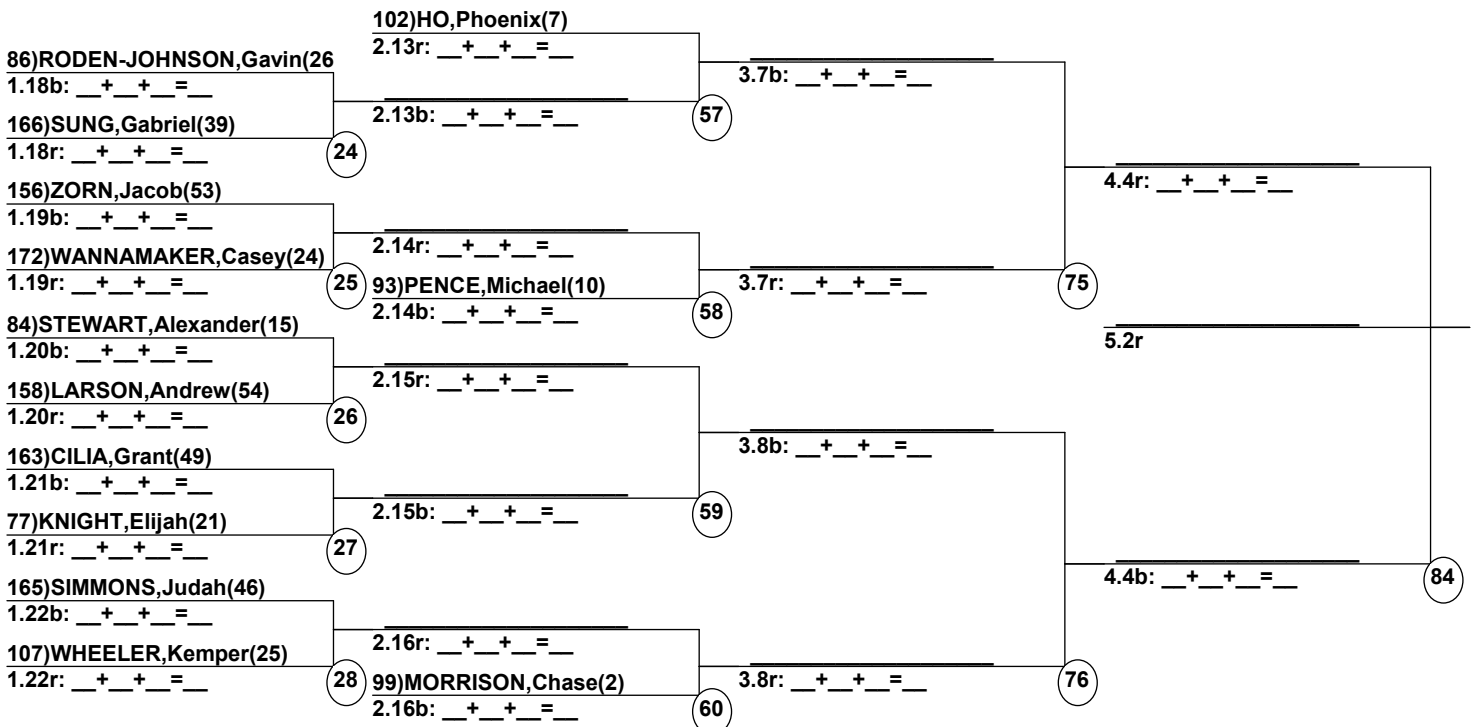 102)HO,Phoenix(7)
2.13r: __+__+__=__
86)RODEN-JOHNSON,Gavin(26
1.18b: __+__+__=__
3.7b: __+__+__=__
2.13b: __+__+__=__
57
166)SUNG,Gabriel(39)
1.18r: __+__+__=__
24
4.4r: __+__+__=__
156)ZORN,Jacob(53)
1.19b: __+__+__=__
2.14r: __+__+__=__
172)WANNAMAKER,Casey(24)
1.19r: __+__+__=__
25
93)PENCE,Michael(10)
2.14b: __+__+__=__
58
3.7r: __+__+__=__
75
84)STEWART,Alexander(15)
1.20b: __+__+__=__
5.2r
2.15r: __+__+__=__
158)LARSON,Andrew(54)
1.20r: __+__+__=__
26
3.8b: __+__+__=__
163)CILIA,Grant(49)
1.21b: __+__+__=__
2.15b: __+__+__=__
59
77)KNIGHT,Elijah(21)
1.21r: __+__+__=__
27
4.4b: __+__+__=__
84
165)SIMMONS,Judah(46)
1.22b: __+__+__=__
2.16r: __+__+__=__
107)WHEELER,Kemper(25)
1.22r: __+__+__=__
28
99)MORRISON,Chase(2)
2.16b: __+__+__=__
60
3.8r: __+__+__=__
76